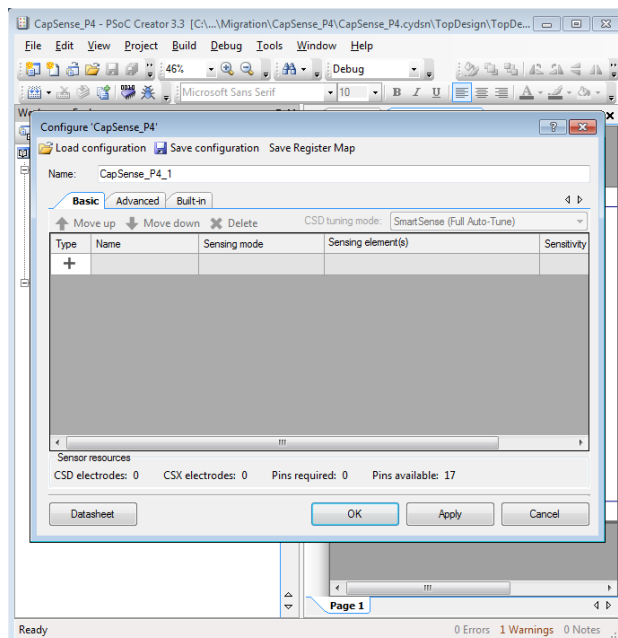 CapSense_P4 - PSoC Creator 3.3 [C:\...\Migration\CapSense_P4\CapSense_P4.cydsn\TopDesign\TopDe...
File Edit View Project Build Debug Tools Window Help
46% Debug
Microsoft Sans Serif 10 B I U A
Configure 'CapSense_P4'
Load configuration Save configuration Save Register Map
Name: CapSense_P4_1
Basic Advanced Built-in
Move up Move down Delete CSD tuning mode: SmartSense (Full Auto-Tune)
Type Name Sensing mode Sensing element(s) Sensitivity
Sensor resources
CSD electrodes: 0 CSX electrodes: 0 Pins required: 0 Pins available: 17
Datasheet OK Apply Cancel
Page 1
Ready 0 Errors 1 Warnings 0 Notes